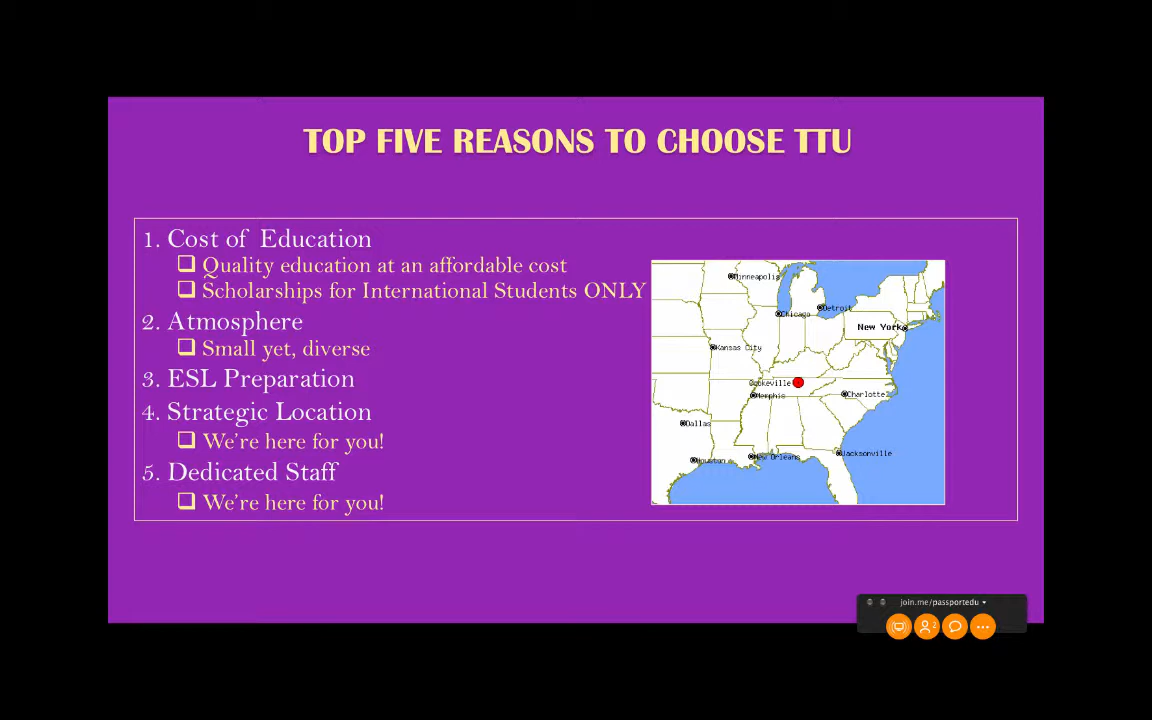 TOP FIVE REASONS TO CHOOSE TTU
1. Cost of Education
Quality education at an affordable cost
Scholarships for International Students ONLY
2. Atmosphere
Small yet, diverse
3. ESL Preparation
4. Strategic Location
We're here for you!
5. Dedicated Staff
We're here for you!
Minneapolis
Detroit
Chicago
New York
Kansas City
Cookeville
Memphis
Charlotte
Dallas
Jacksonville
Houston
New Orleans
join.me/passportedu
2